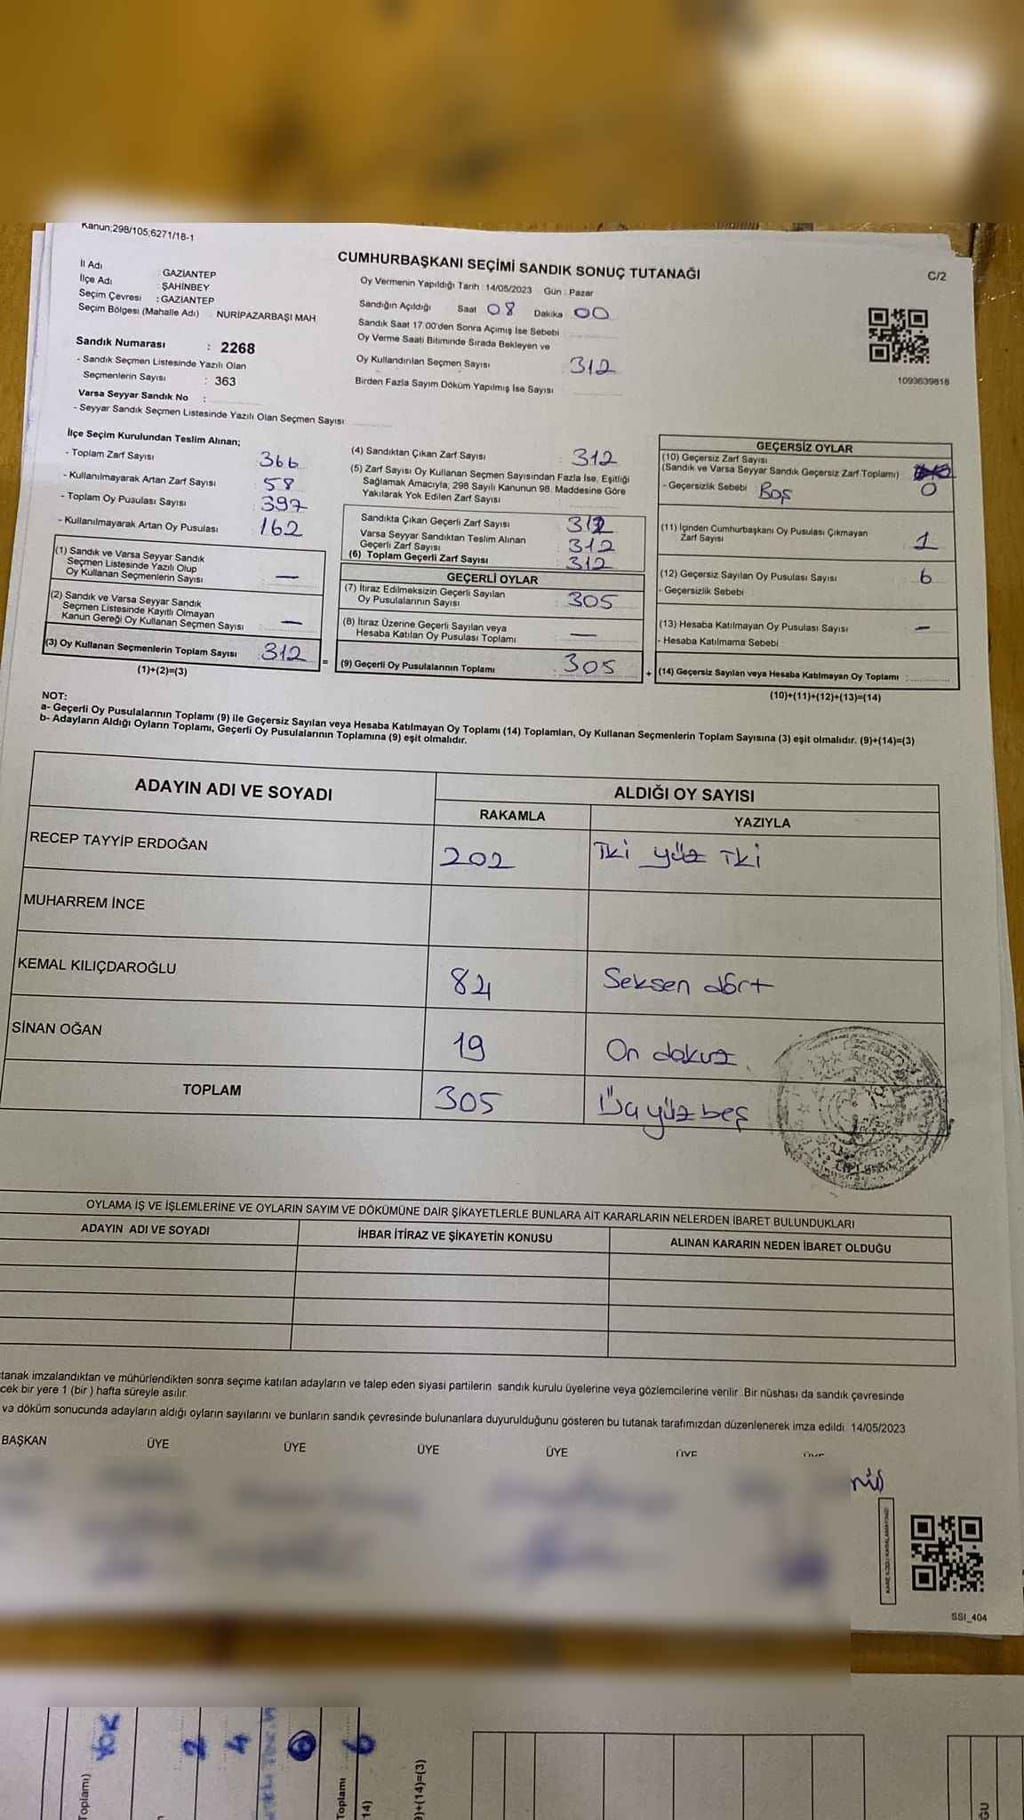 Kanun;298/105;6271/18-1
CUMHURBAŞKANI SEÇİMİ SANDIK SONUÇ TUTANAĞI
C/2
İl Adı : GAZİANTEP
İlçe Adı : ŞAHİNBEY
Seçim Çevresi : GAZİANTEP
Seçim Bölgesi (Mahalle Adı) NURİPAZARBAŞI MAH
Sandık Numarası : 2268
- Sandık Seçmen Listesinde Yazılı Olan
Seçmenlerin Sayısı : 363
Varsa Seyyar Sandık No :
- Seyyar Sandık Seçmen Listesinde Yazılı Olan Seçmen Sayısı
Oy Vermenin Yapıldığı Tarih : 14/05/2023 Gün : Pazar
Sandığın Açıldığı Saat 08 Dakika 00
Sandık Saat 17:00'den Sonra Açımış İse Sebebi
Oy Verme Saati Bitiminde Sırada Bekleyen ve
Oy Kullandırılan Seçmen Sayısı 312
Birden Fazla Sayım Döküm Yapılmış İse Sayısı
1093639818
İlçe Seçim Kurulundan Teslim Alınan;
- Toplam Zarf Sayısı 366
- Kullanılmayarak Artan Zarf Sayısı 58
- Toplam Oy Pusulası Sayısı 397
- Kullanılmayarak Artan Oy Pusulası 162
(1) Sandık ve Varsa Seyyar Sandık
Seçmen Listesinde Yazılı Olup
Oy Kullanan Seçmenlerin Sayısı —
(2) Sandık ve Varsa Seyyar Sandık
Seçmen Listesinde Kayıtlı Olmayan
Kanun Gereği Oy Kullanan Seçmen Sayısı —
(3) Oy Kullanan Seçmenlerin Toplam Sayısı 312
(1)+(2)=(3)
=
(4) Sandıktan Çıkan Zarf Sayısı : 312
(5) Zarf Sayısı Oy Kullanan Seçmen Sayısından Fazla İse, Eşitliği
Sağlamak Amacıyla, 298 Sayılı Kanunun 98. Maddesine Göre
Yakılarak Yok Edilen Zarf Sayısı
Sandıkta Çıkan Geçerli Zarf Sayısı 312
Varsa Seyyar Sandıktan Teslim Alınan
Geçerli Zarf Sayısı 312
(6) Toplam Geçerli Zarf Sayısı 312
GEÇERLİ OYLAR
(7) İtiraz Edilmeksizin Geçerli Sayılan
Oy Pusulalarının Sayısı 305
(8) İtiraz Üzerine Geçerli Sayılan veya
Hesaba Katılan Oy Pusulası Toplamı —
(9) Geçerli Oy Pusulalarının Toplamı 305
+
GEÇERSİZ OYLAR
(10) Geçersiz Zarf Sayısı
(Sandık ve Varsa Seyyar Sandık Geçersiz Zarf Toplamı)
- Geçersizlik Sebebi Boş 0
(11) İçinden Cumhurbaşkanı Oy Pusulası Çıkmayan
Zarf Sayısı 1
(12) Geçersiz Sayılan Oy Pusulası Sayısı 6
- Geçersizlik Sebebi
(13) Hesaba Katılmayan Oy Pusulası Sayısı —
- Hesaba Katılmama Sebebi
(14) Geçersiz Sayılan veya Hesaba Katılmayan Oy Toplamı :
(10)+(11)+(12)+(13)=(14)
NOT:
a- Geçerli Oy Pusulalarının Toplamı (9) ile Geçersiz Sayılan veya Hesaba Katılmayan Oy Toplamı (14) Toplamları, Oy Kullanan Seçmenlerin Toplam Sayısına (3) eşit olmalıdır. (9)+(14)=(3)
b- Adayların Aldığı Oyların Toplamı, Geçerli Oy Pusulalarının Toplamına (9) eşit olmalıdır.
ADAYIN ADI VE SOYADI
ALDIĞI OY SAYISI
RAKAMLA YAZIYLA
RECEP TAYYİP ERDOĞAN 202 İki yüz İki
MUHARREM İNCE
KEMAL KILIÇDAROĞLU 84 Seksen dört
SİNAN OĞAN 19 On dokuz
TOPLAM 305 Üçyüzbeş
OYLAMA İŞ VE İŞLEMLERİNE VE OYLARIN SAYIM VE DÖKÜMÜNE DAİR ŞİKAYETLERLE BUNLARA AİT KARARLARIN NELERDEN İBARET BULUNDUKLARI
ADAYIN ADI VE SOYADI İHBAR İTİRAZ VE ŞİKAYETİN KONUSU ALINAN KARARIN NEDEN İBARET OLDUĞU
tanak imzalandıktan ve mühürlendikten sonra seçime katılan adayların ve talep eden siyasi partilerin sandık kurulu üyelerine veya gözlemcilerine verilir. Bir nüshası da sandık çevresinde
cek bir yere 1 (bir) hafta süreyle asılır.
ve döküm sonucunda adayların aldığı oyların sayılarını ve bunların sandık çevresinde bulunanlara duyurulduğunu gösteren bu tutanak tarafımızdan düzenlenerek imza edildi. 14/05/2023
BAŞKAN ÜYE ÜYE ÜYE ÜYE ÜYE
SSI_404
YOK
2
4
6
6
Toplamı
14)
)+(14)=(3)